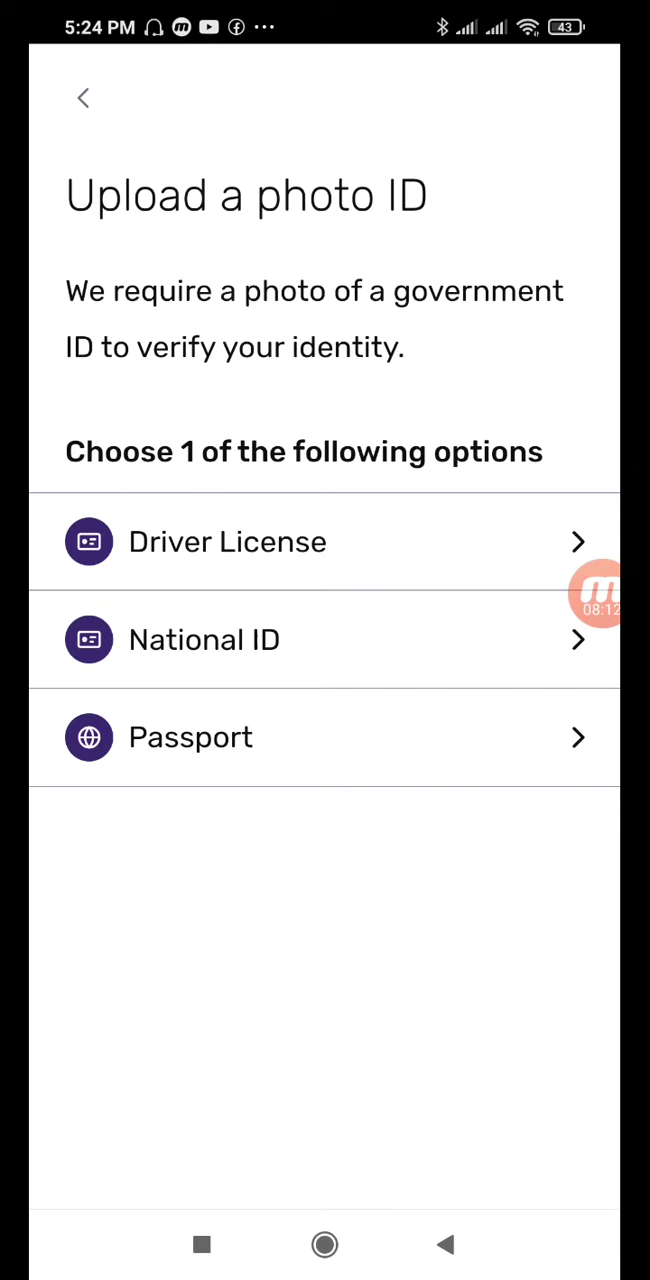 5:24 PM
43
Upload a photo ID
We require a photo of a government
ID to verify your identity.
Choose 1 of the following options
Driver License
National ID
08:12
Passport